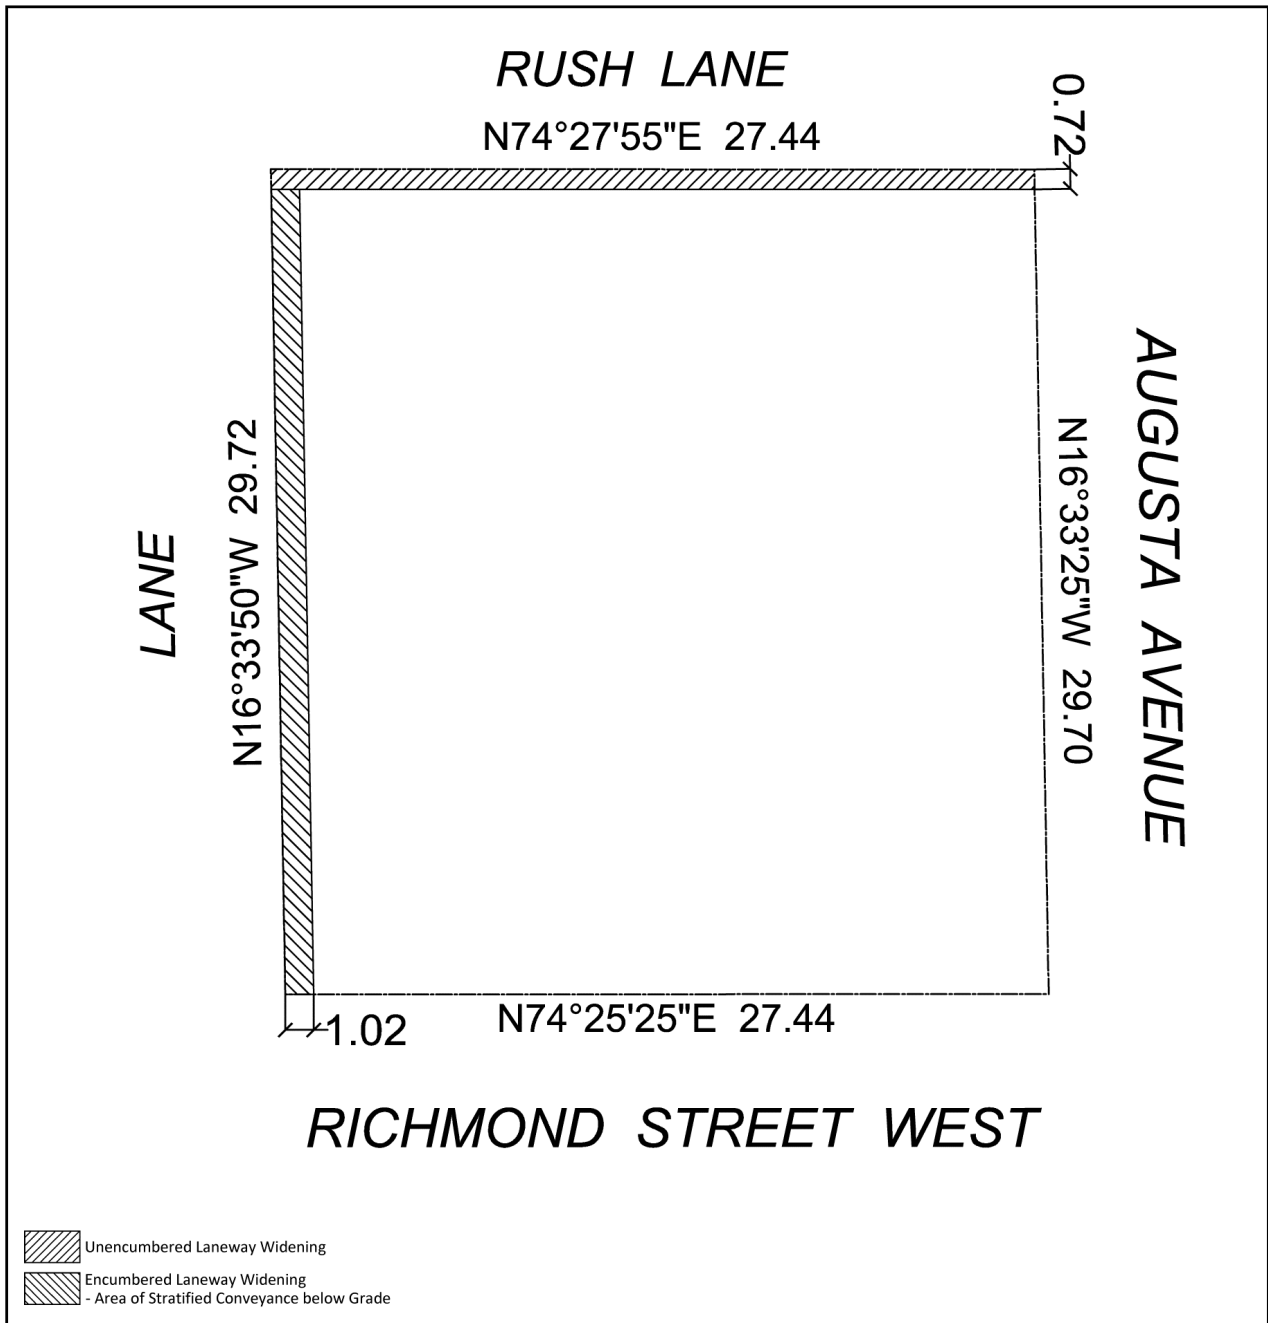 RUSH LANE
N74°27'55"E 27.44
0.72
LANE
N16°33'50"W 29.72
N16°33'25"W 29.70
AUGUSTA AVENUE
1.02
N74°25'25"E 27.44
RICHMOND STREET WEST
Unencumbered Laneway Widening
Encumbered Laneway Widening
- Area of Stratified Conveyance below Grade